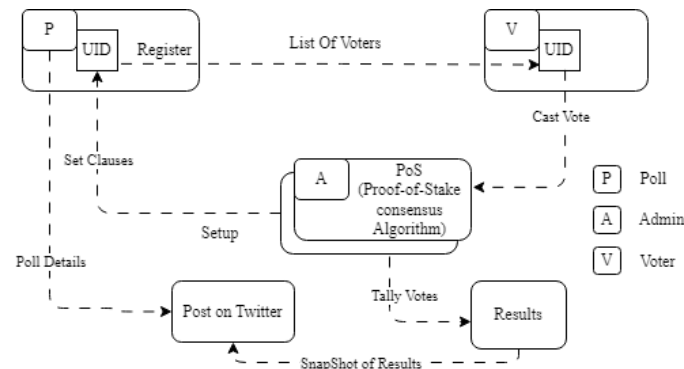 P
UID
Register
List Of Voters
V
UID
Cast Vote
Set Clauses
A
PoS
(Proof-of-Stake
consensus
Algorithm)
P
Poll
A
Admin
V
Voter
Setup
Poll Details
Tally Votes
Post on Twitter
Results
SnapShot of Results